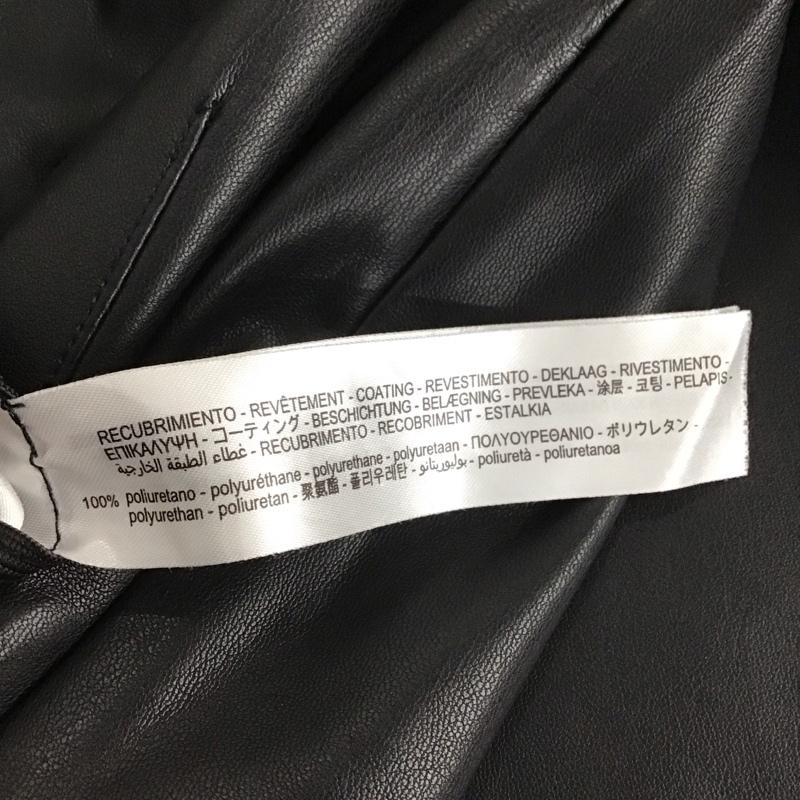 RECUBRIMIENTO - REVÊTEMENT - COATING - REVESTIMENTO - DEKLAAG - RIVESTIMENTO -
ΕΠΙΚΑΛΥΨΗ - コーティング - BESCHICHTUNG - BELÆGNING - PREVLEKA - 涂层 - 코팅 - PELAPIS -
غطاء الطبقة الخارجية - RECUBRIMENTO - RECOBRIMENT - ESTALKIA
100% poliuretano - polyuréthane - polyurethane - polyuretaan - ΠΟΛΥΟΥΡΕΘΑΝΙΟ - ポリウレタン -
polyurethan - poliuretan - 聚氨酯 - 폴리우레탄 - بوليوريتانو - poliuretà - poliuretanoa